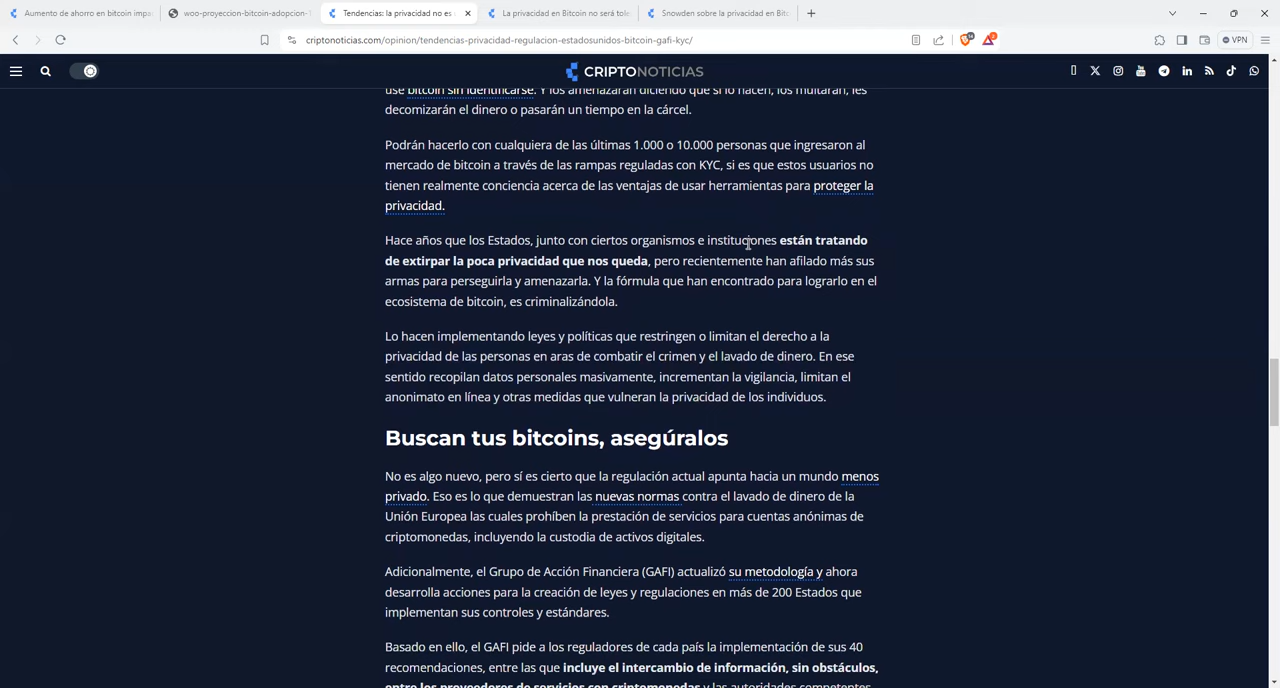 Aumento de ahorro en bitcoin impa
woo-proyeccion-bitcoin-adopcion-1
Tendencias: la privacidad no es
La privacidad en Bitcoin no será tole
Snowden sobre la privacidad en Bit
criptonoticias.com/opinion/tendencias-privacidad-regulacion-estadosunidos-bitcoin-gafi-kyc/
VPN
CRIPTONOTICIAS
use bitcoin sin identificarse. Y los amenazarán diciendo que si lo hacen, los multarán, les
decomizarán el dinero o pasarán un tiempo en la cárcel.
Podrán hacerlo con cualquiera de las últimas 1.000 o 10.000 personas que ingresaron al
mercado de bitcoin a través de las rampas reguladas con KYC, si es que estos usuarios no
tienen realmente conciencia acerca de las ventajas de usar herramientas para proteger la
privacidad.
Hace años que los Estados, junto con ciertos organismos e instituciones están tratando
de extirpar la poca privacidad que nos queda, pero recientemente han afilado más sus
armas para perseguirla y amenazarla. Y la fórmula que han encontrado para lograrlo en el
ecosistema de bitcoin, es criminalizándola.
Lo hacen implementando leyes y políticas que restringen o limitan el derecho a la
privacidad de las personas en aras de combatir el crimen y el lavado de dinero. En ese
sentido recopilan datos personales masivamente, incrementan la vigilancia, limitan el
anonimato en línea y otras medidas que vulneran la privacidad de los individuos.
Buscan tus bitcoins, asegúralos
No es algo nuevo, pero sí es cierto que la regulación actual apunta hacia un mundo menos
privado. Eso es lo que demuestran las nuevas normas contra el lavado de dinero de la
Unión Europea las cuales prohíben la prestación de servicios para cuentas anónimas de
criptomonedas, incluyendo la custodia de activos digitales.
Adicionalmente, el Grupo de Acción Financiera (GAFI) actualizó su metodología y ahora
desarrolla acciones para la creación de leyes y regulaciones en más de 200 Estados que
implementan sus controles y estándares.
Basado en ello, el GAFI pide a los reguladores de cada país la implementación de sus 40
recomendaciones, entre las que incluye el intercambio de información, sin obstáculos,
entre los proveedores de servicios con criptomonedas y las autoridades competentes